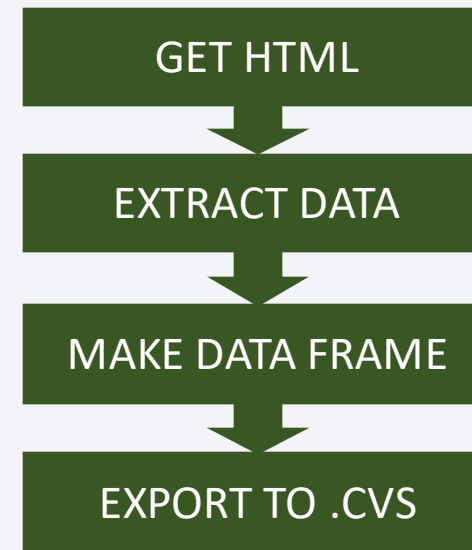 GET HTML
EXTRACT DATA
MAKE DATA FRAME
EXPORT TO .CVS